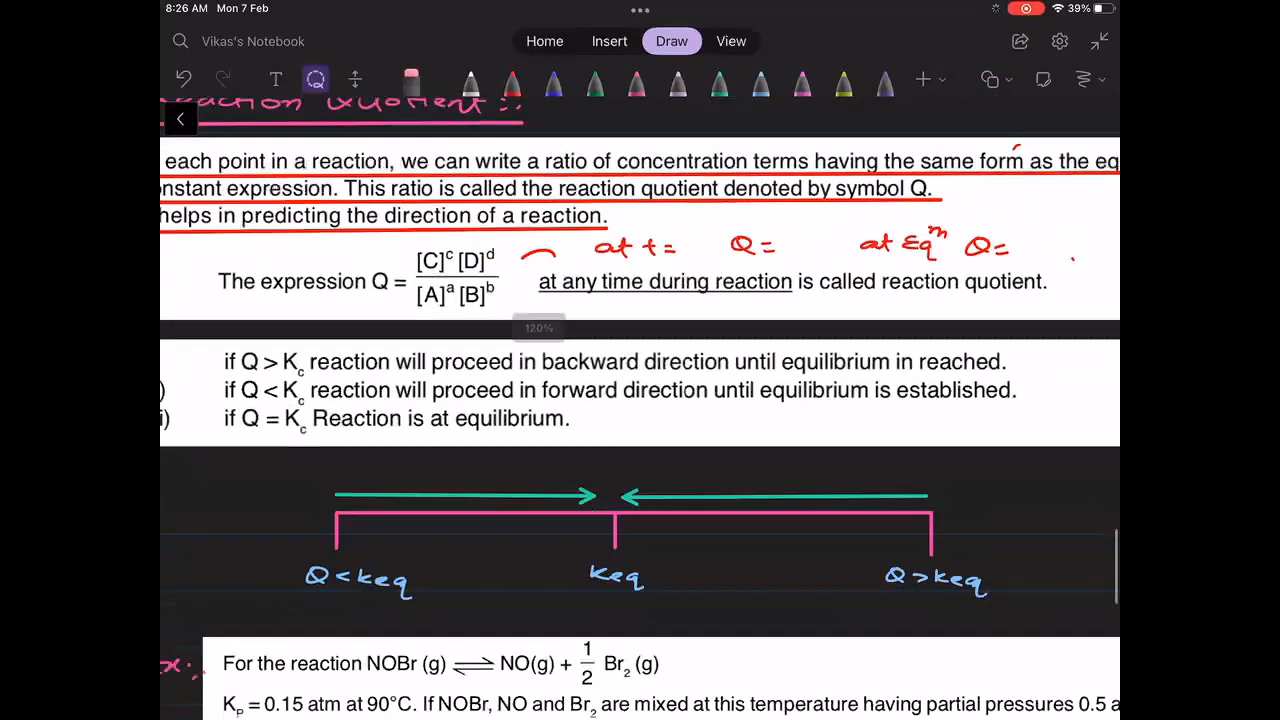 8:26 AM Mon 7 Feb
39%
Vikas's Notebook
Home Insert Draw View
Reaction Quotient :-
each point in a reaction, we can write a ratio of concentration terms having the same form as the eq
onstant expression. This ratio is called the reaction quotient denoted by symbol Q.
helps in predicting the direction of a reaction.
at t = Q = at Eqᵐ Q =
The expression Q = [C]ᶜ [D]ᵈ / [A]ᵃ [B]ᵇ at any time during reaction is called reaction quotient.
120%
if Q > Kc reaction will proceed in backward direction until equilibrium in reached.
) if Q < Kc reaction will proceed in forward direction until equilibrium is established.
i) if Q = Kc Reaction is at equilibrium.
Q < keq keq Q > keq
x:. For the reaction NOBr (g) ⇌ NO(g) + 1/2 Br₂ (g)
KP = 0.15 atm at 90°C. If NOBr, NO and Br₂ are mixed at this temperature having partial pressures 0.5 a